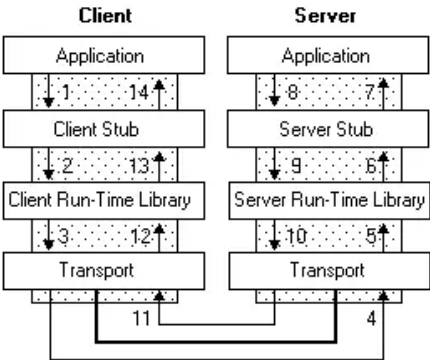 Client Server
Application Application
1 14 8 7
Client Stub Server Stub
2 13 9 6
Client Run-Time Library Server Run-Time Library
3 12 10 5
Transport Transport
11 4